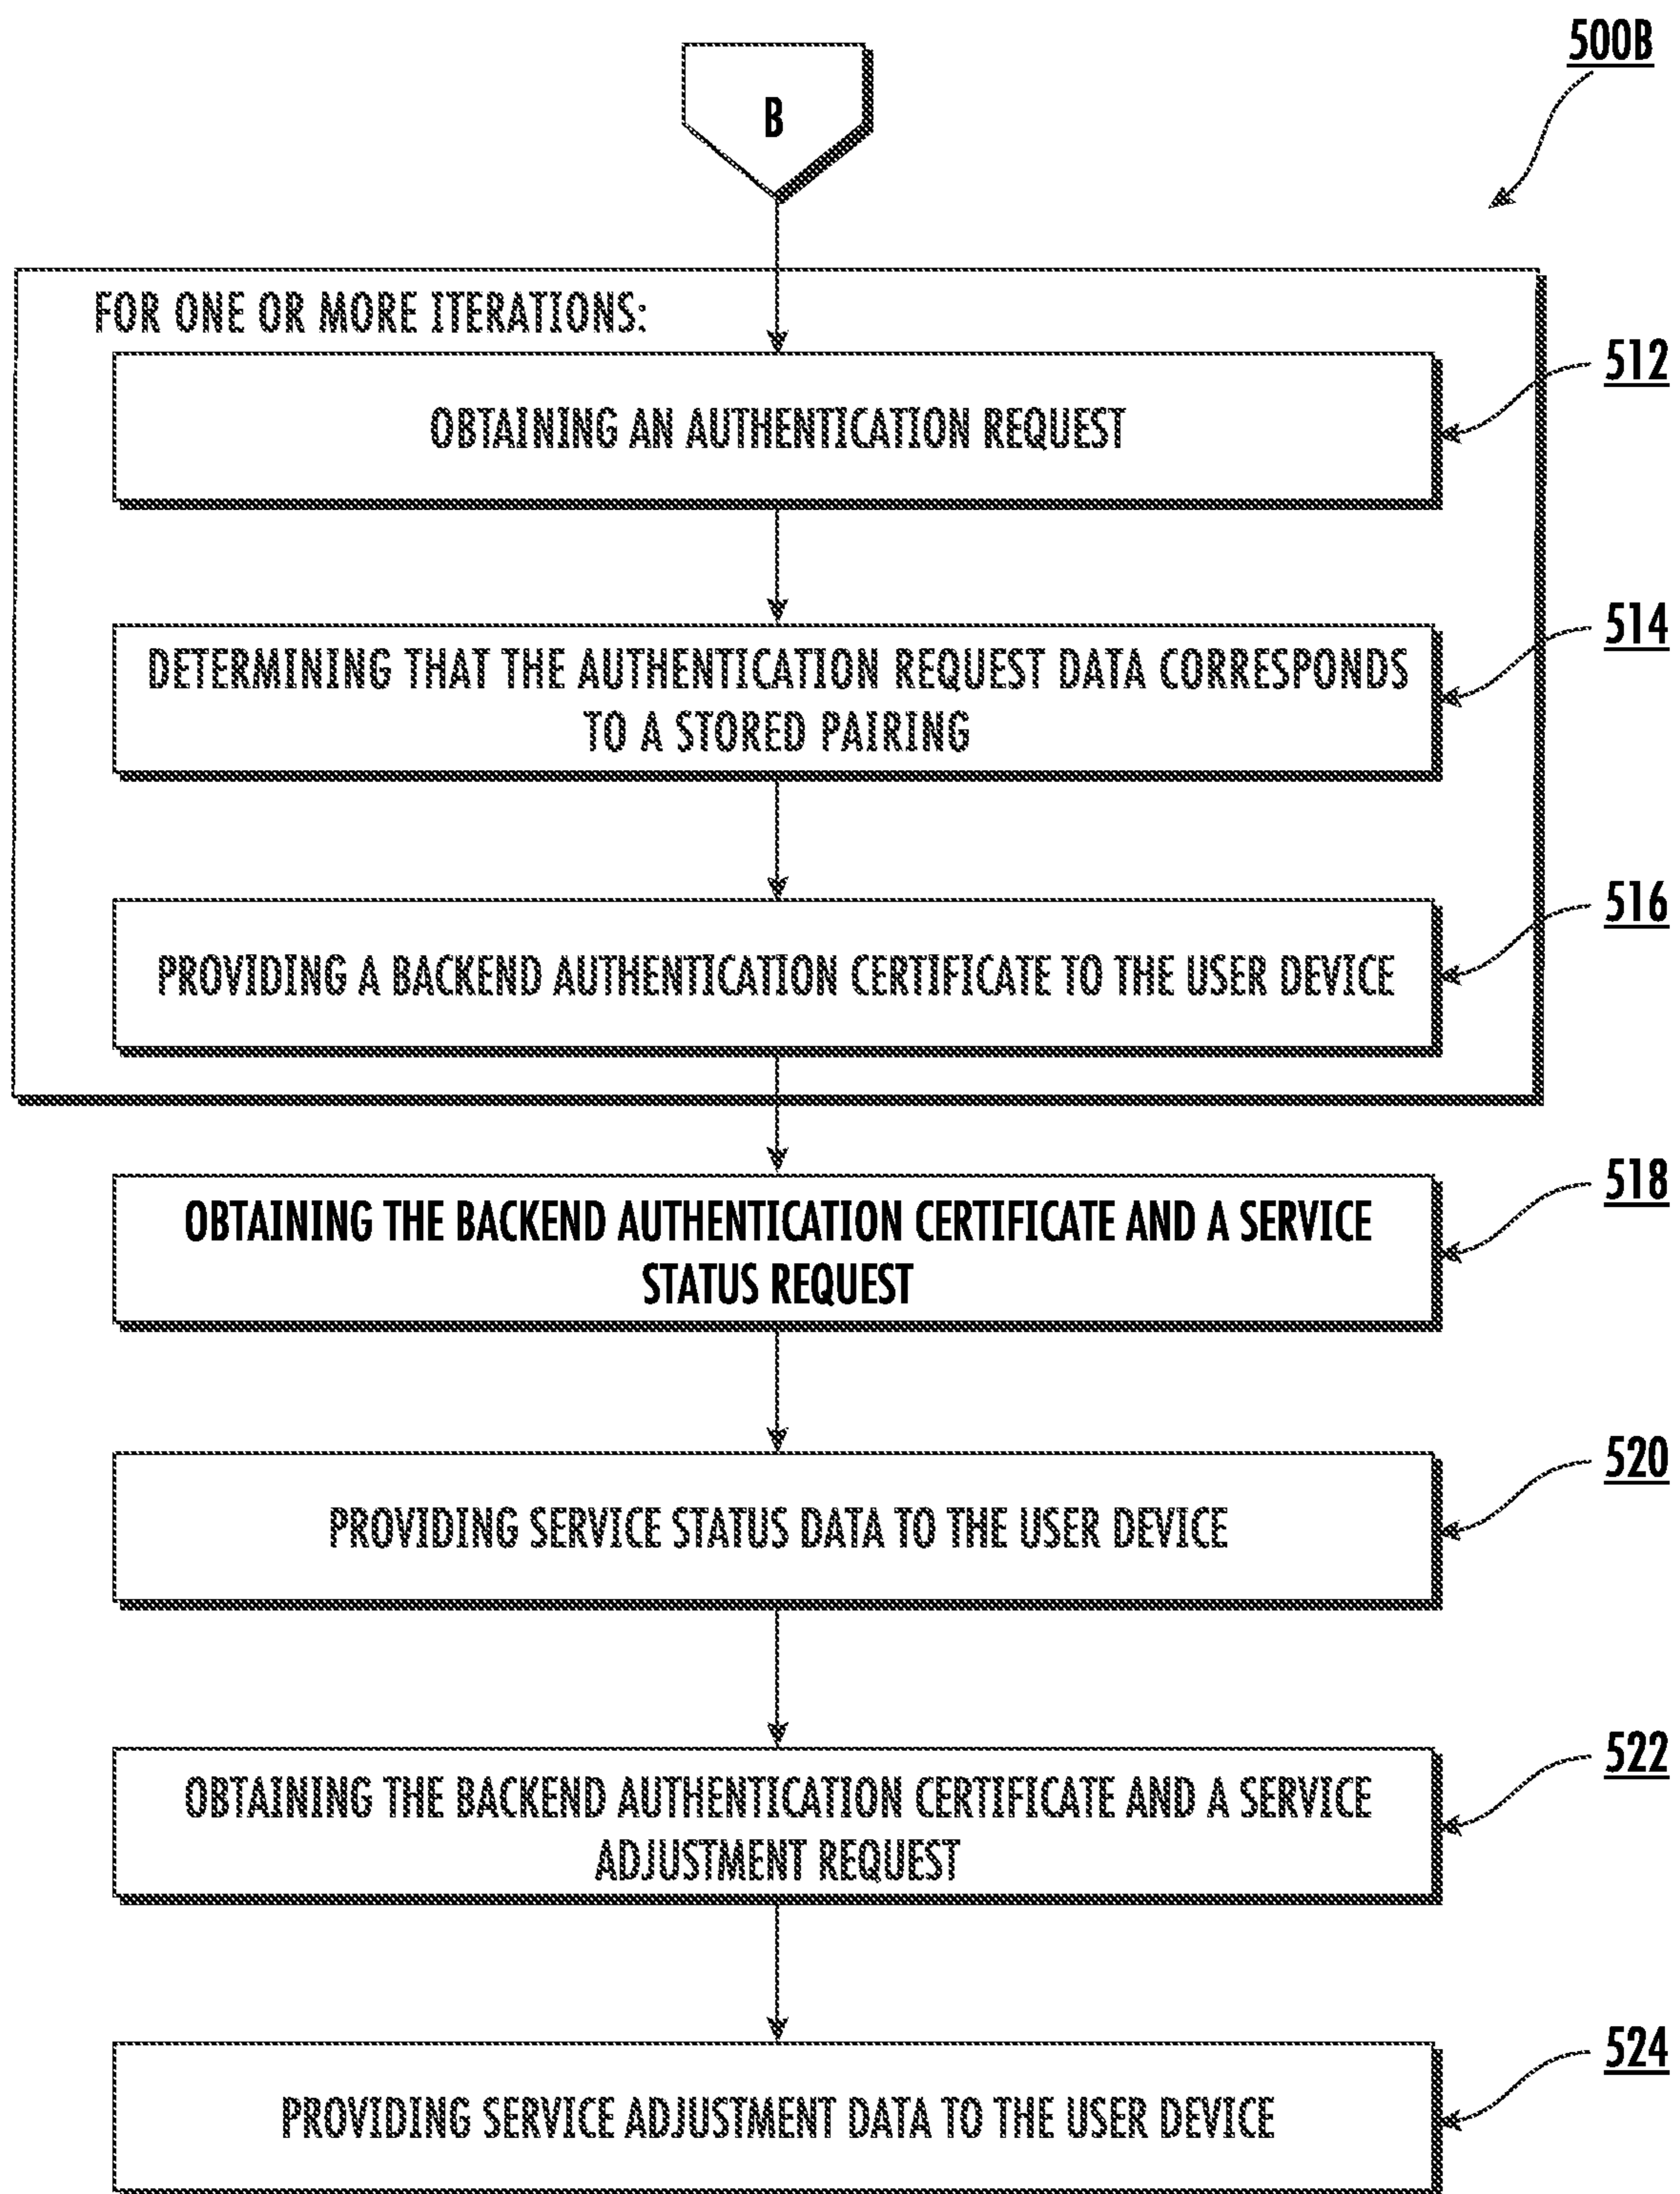 500B
B
FOR ONE OR MORE ITERATIONS:
512
OBTAINING AN AUTHENTICATION REQUEST
514
DETERMINING THAT THE AUTHENTICATION REQUEST DATA CORRESPONDS
TO A STORED PAIRING
516
PROVIDING A BACKEND AUTHENTICATION CERTIFICATE TO THE USER DEVICE
518
OBTAINING THE BACKEND AUTHENTICATION CERTIFICATE AND A SERVICE
STATUS REQUEST
520
PROVIDING SERVICE STATUS DATA TO THE USER DEVICE
522
OBTAINING THE BACKEND AUTHENTICATION CERTIFICATE AND A SERVICE
ADJUSTMENT REQUEST
524
PROVIDING SERVICE ADJUSTMENT DATA TO THE USER DEVICE